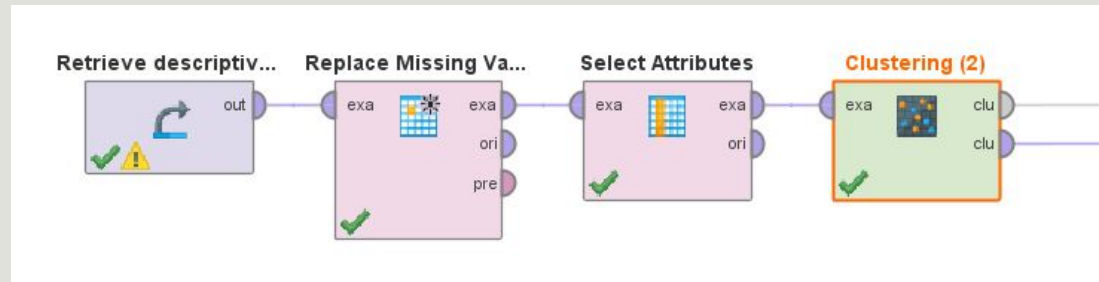 Retrieve descriptiv...
out
Replace Missing Va...
exa exa
ori
pre
Select Attributes
exa exa
ori
Clustering (2)
exa clu
clu